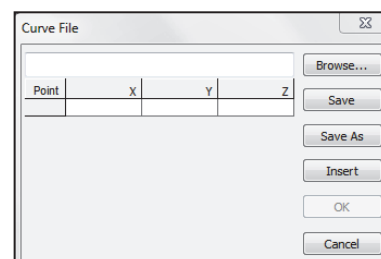 Curve File
Browse...
Point X Y Z
Save
Save As
Insert
OK
Cancel